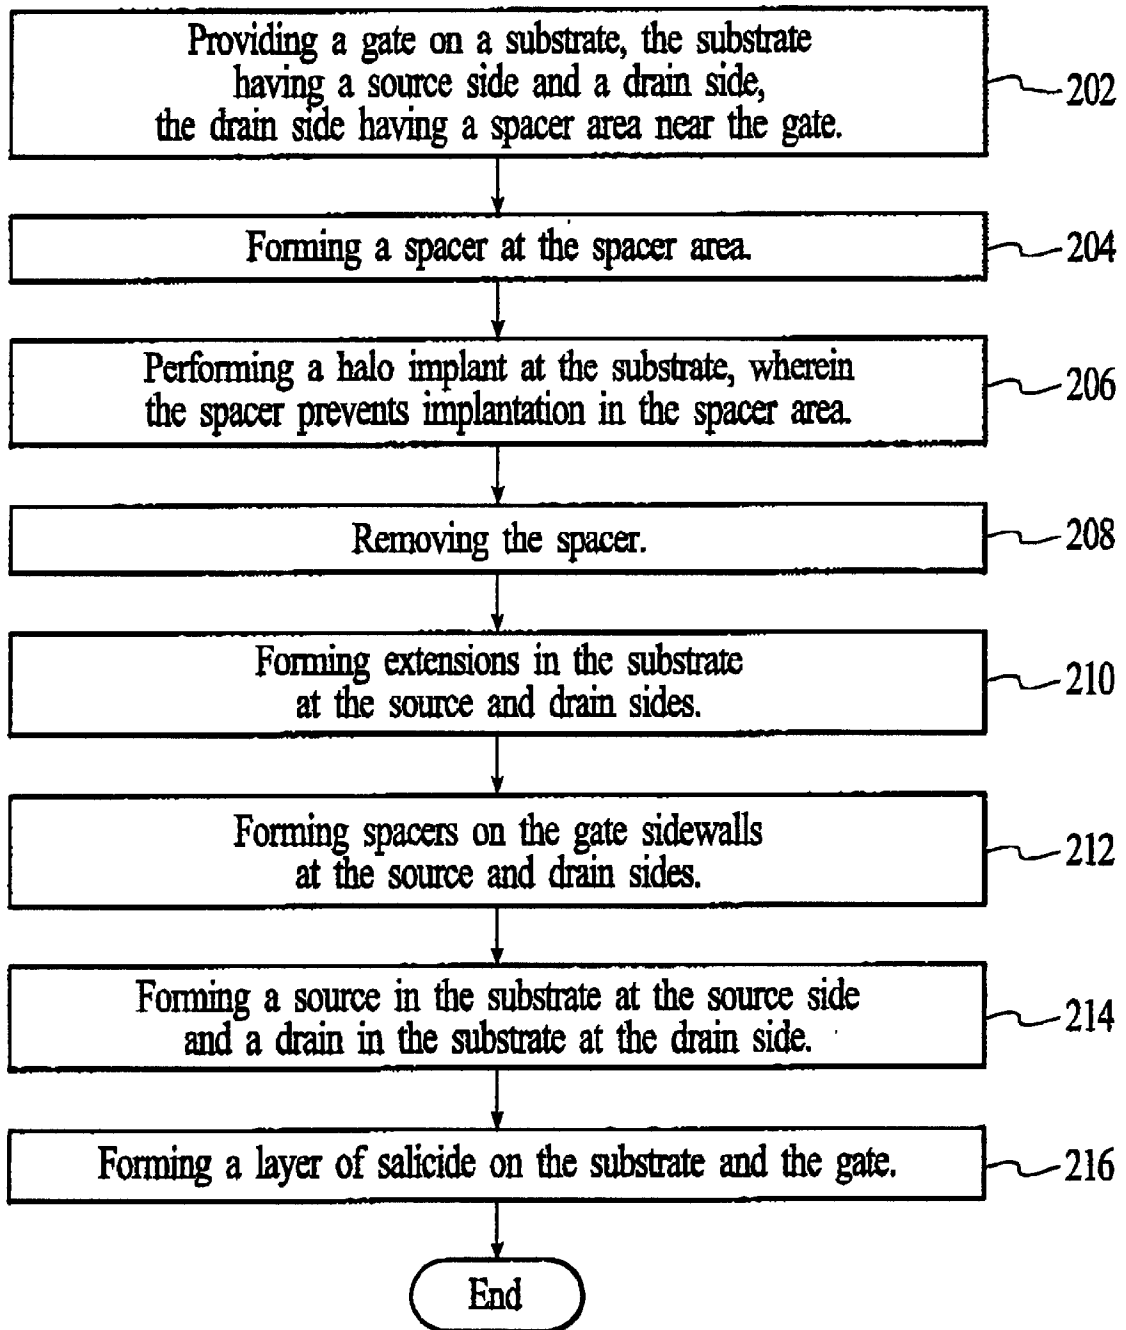 Providing a gate on a substrate, the substrate
having a source side and a drain side,
the drain side having a spacer area near the gate.
202
Forming a spacer at the spacer area.
204
Performing a halo implant at the substrate, wherein
the spacer prevents implantation in the spacer area.
206
Removing the spacer.
208
Forming extensions in the substrate
at the source and drain sides.
210
Forming spacers on the gate sidewalls
at the source and drain sides.
212
Forming a source in the substrate at the source side
and a drain in the substrate at the drain side.
214
Forming a layer of salicide on the substrate and the gate.
216
End